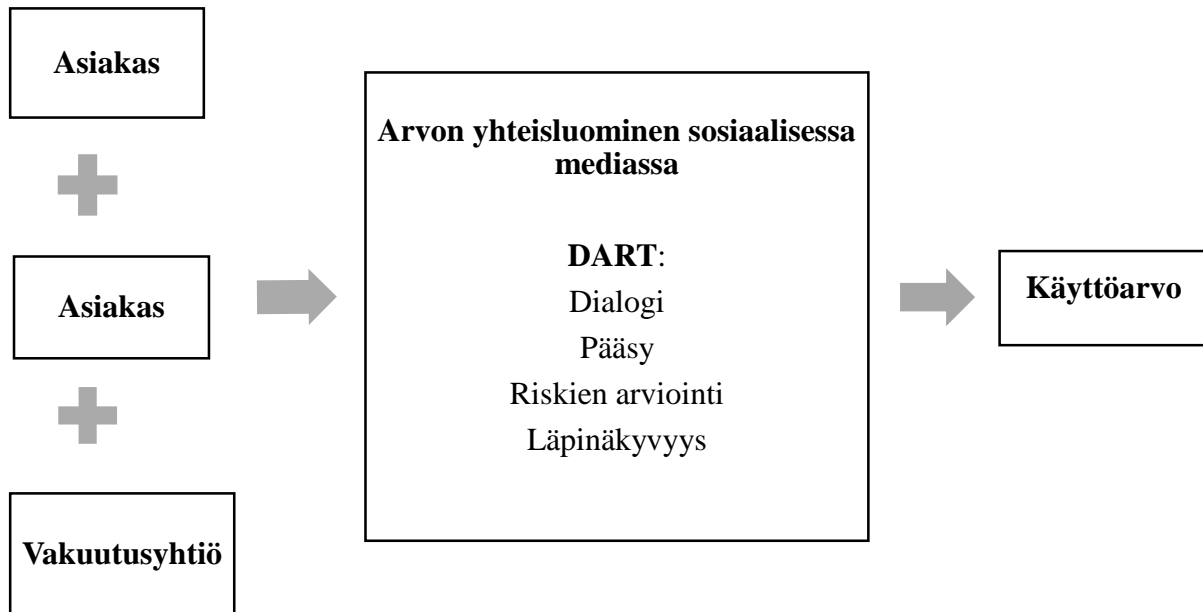 Asiakas
Asiakas
Vakuutusyhtiö
Arvon yhteisluominen sosiaalisessa
mediassa
DART:
Dialogi
Pääsy
Riskien arviointi
Läpinäkyvyys
Käyttöarvo